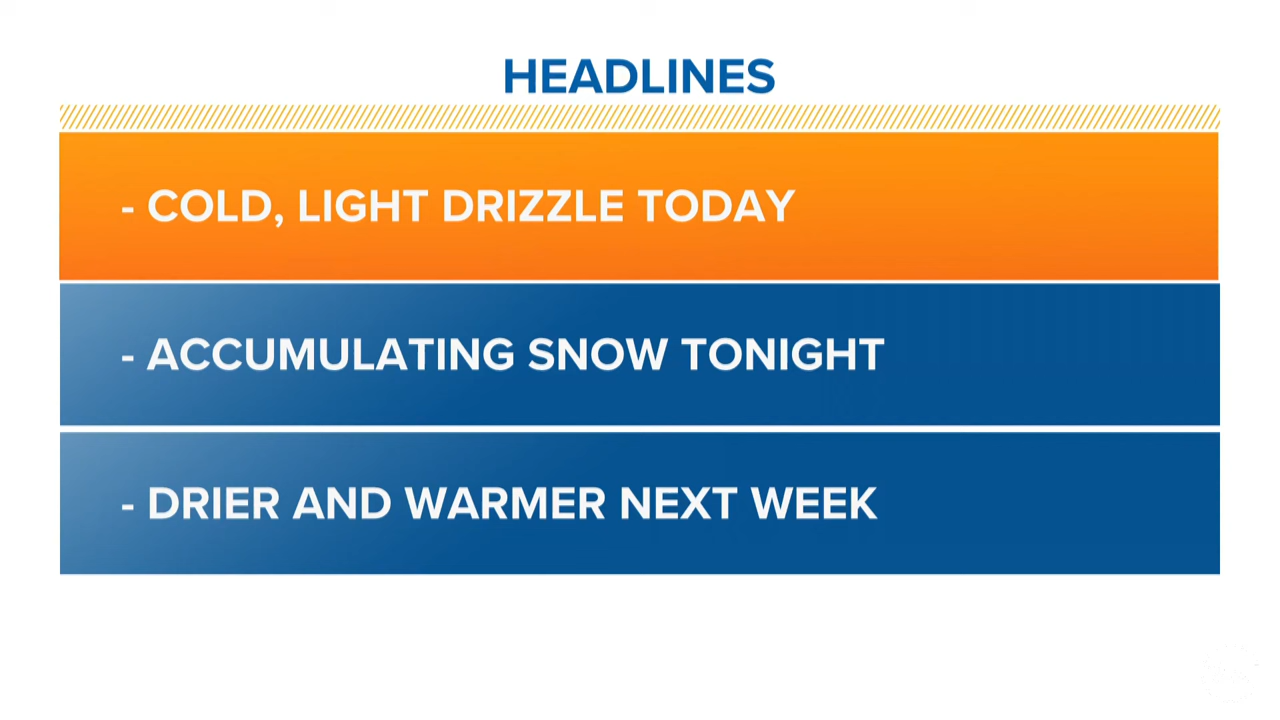 HEADLINES
- COLD, LIGHT DRIZZLE TODAY
- ACCUMULATING SNOW TONIGHT
- DRIER AND WARMER NEXT WEEK